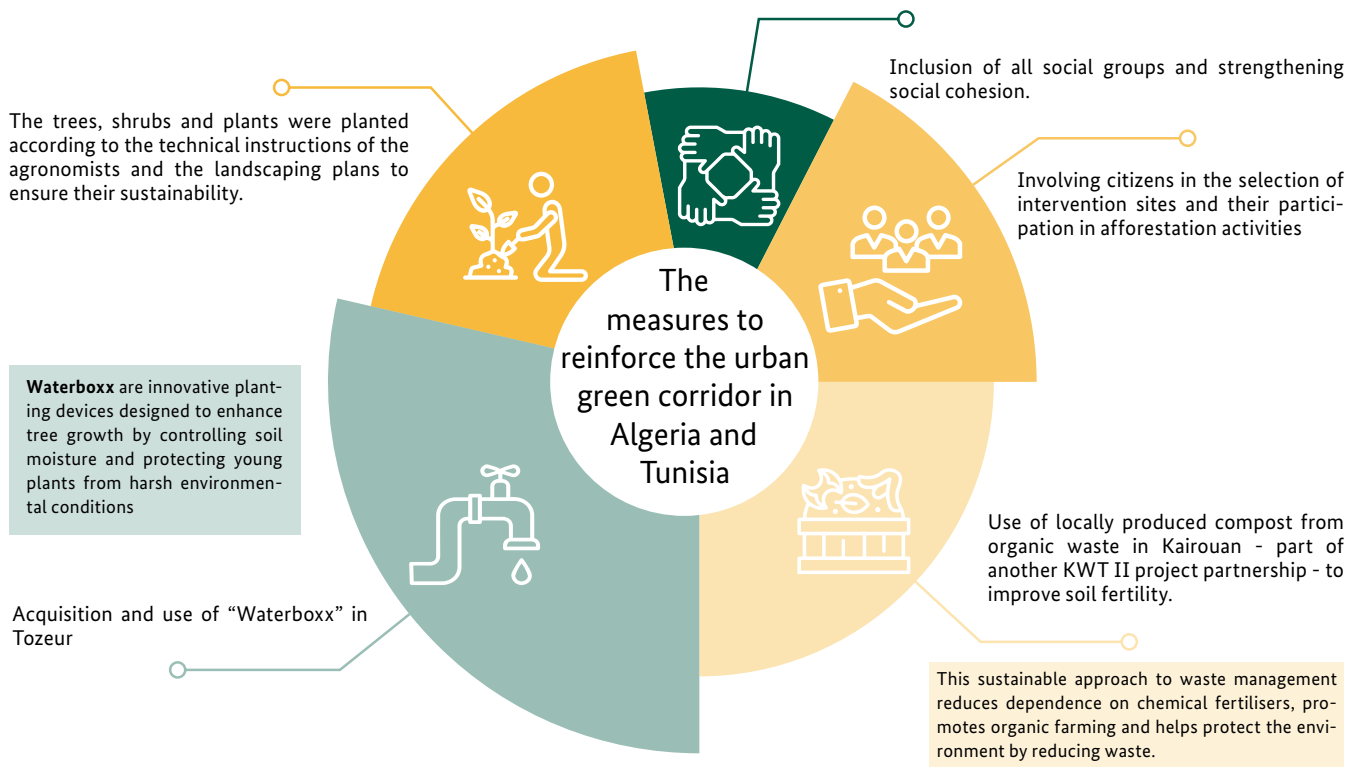 The
measures to
reinforce the urban
green corridor in
Algeria and
Tunisia
Inclusion of all social groups and strengthening
social cohesion.
Involving citizens in the selection of
intervention sites and their partici-
pation in afforestation activities
Use of locally produced compost from
organic waste in Kairouan - part of
another KWT II project partnership - to
improve soil fertility.
This sustainable approach to waste management
reduces dependence on chemical fertilisers, pro-
motes organic farming and helps protect the envi-
ronment by reducing waste.
Acquisition and use of “Waterboxx” in
Tozeur
Waterboxx are innovative plant-
ing devices designed to enhance
tree growth by controlling soil
moisture and protecting young
plants from harsh environmen-
tal conditions
The trees, shrubs and plants were planted
according to the technical instructions of the
agronomists and the landscaping plans to
ensure their sustainability.